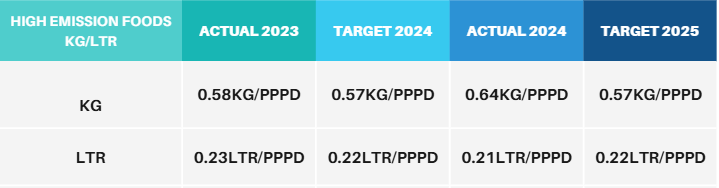 HIGH EMISSION FOODS
KG/LTR
ACTUAL 2023
TARGET 2024
ACTUAL 2024
TARGET 2025
KG
0.58KG/PPPD
0.57KG/PPPD
0.64KG/PPPD
0.57KG/PPPD
LTR
0.23LTR/PPPD
0.22LTR/PPPD
0.21LTR/PPPD
0.22LTR/PPPD